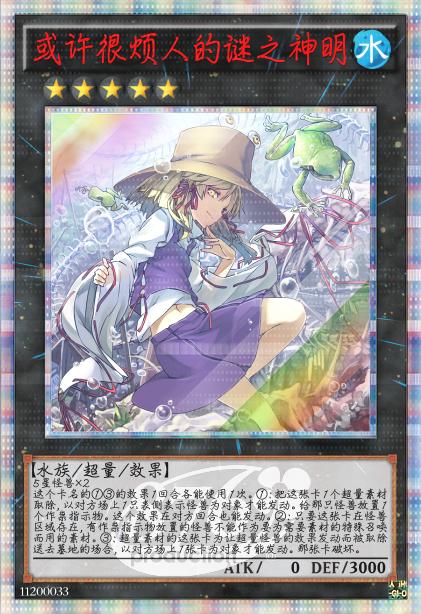 或许很烦人的谜之神明
水
【水族/超量/效果】
5星怪兽×2
这个卡名的①③的效果1回合各能使用1次。①:把这张卡1个超量素材
取除,以对方场上1只表侧表示怪兽为对象才能发动。给那只怪兽放置1
个作祟指示物。这个效果在对方回合也能发动。②:只要这张卡在怪兽
区域存在,有作祟指示物放置的怪兽不能作为要为需要素材的特殊召唤
而用的素材。③:超量素材的这张卡为让超量怪兽的效果发动而被取除
送去墓地的场合,以对方场上1张卡为对象才能发动。那张卡破坏。
ATK/ 0 DEF/3000
11200033